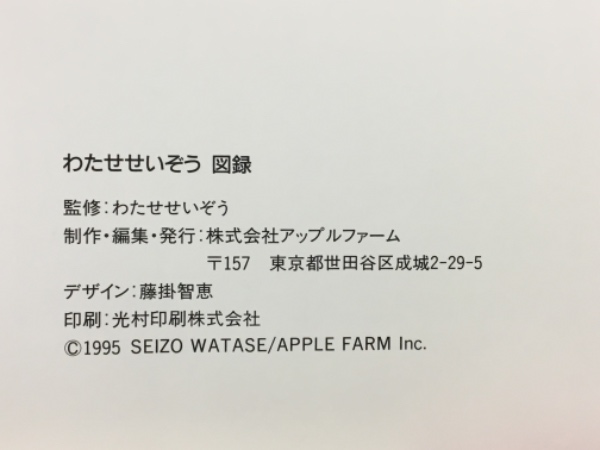 わたせせいぞう 図録
監修:わたせせいぞう
制作・編集・発行:株式会社アップルファーム
〒157 東京都世田谷区成城2-29-5
デザイン:藤掛智恵
印刷:光村印刷株式会社
©1995 SEIZO WATASE/APPLE FARM Inc.